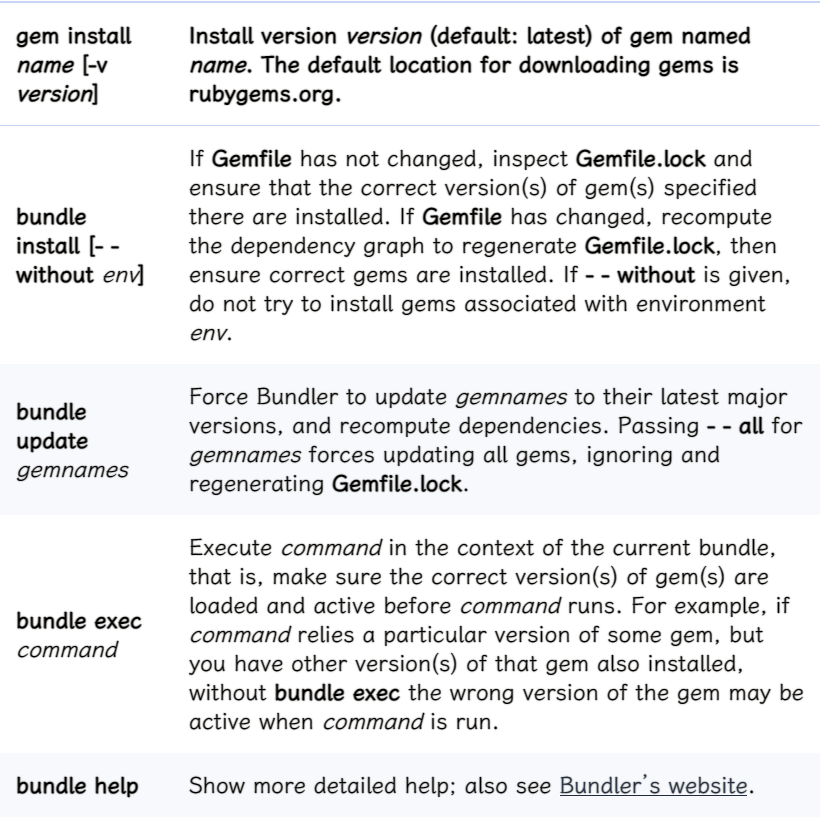 gem install
name [-v
version]
Install version version (default: latest) of gem named
name. The default location for downloading gems is
rubygems.org.
bundle
install [- -
without env]
If Gemfile has not changed, inspect Gemfile.lock and
ensure that the correct version(s) of gem(s) specified
there are installed. If Gemfile has changed, recompute
the dependency graph to regenerate Gemfile.lock, then
ensure correct gems are installed. If - - without is given,
do not try to install gems associated with environment
env.
bundle
update
gemnames
Force Bundler to update gemnames to their latest major
versions, and recompute dependencies. Passing - - all for
gemnames forces updating all gems, ignoring and
regenerating Gemfile.lock.
bundle exec
command
Execute command in the context of the current bundle,
that is, make sure the correct version(s) of gem(s) are
loaded and active before command runs. For example, if
command relies a particular version of some gem, but
you have other version(s) of that gem also installed,
without bundle exec the wrong version of the gem may be
active when command is run.
bundle help
Show more detailed help; also see Bundler's website.